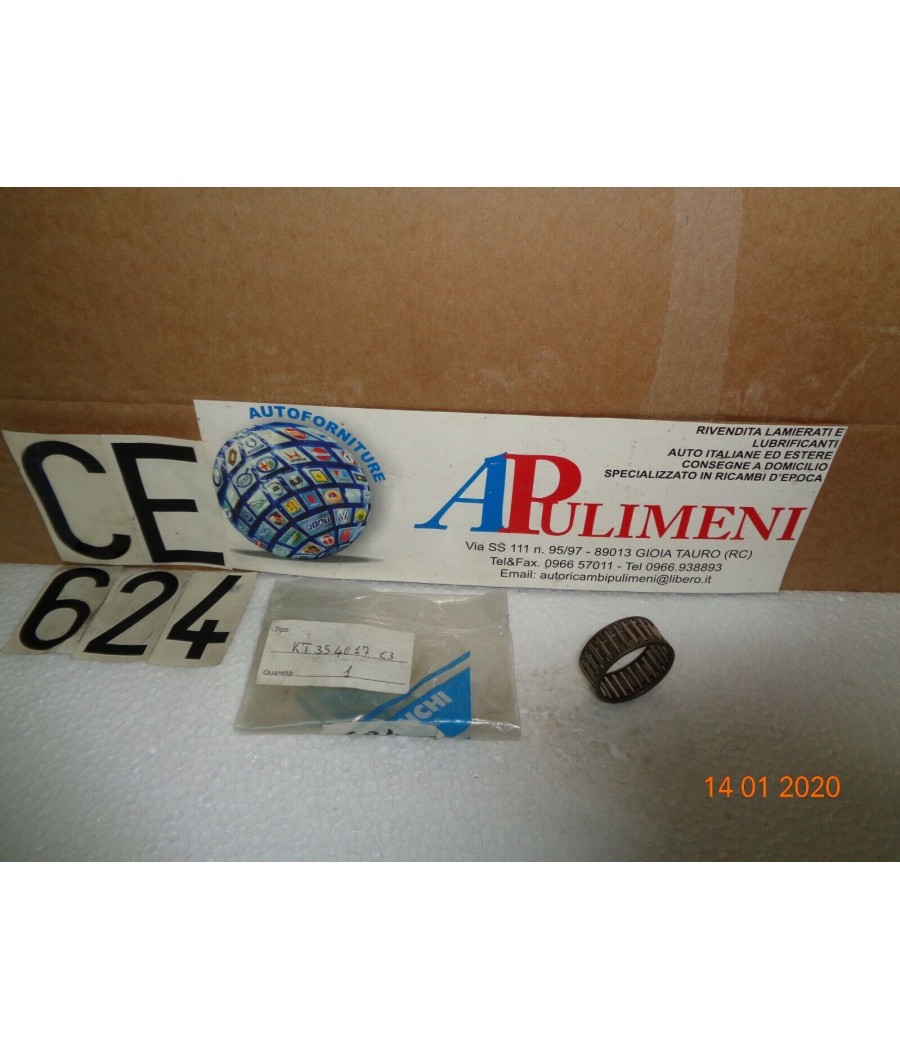 AUTOFORNITURE
RIVENDITA LAMIERATI E
LUBRIFICANTI
AUTO ITALIANE ED ESTERE
CONSEGNE A DOMICILIO
SPECIALIZZATO IN RICAMBI D'EPOCA
APULIMENI
Via SS 111 n. 95/97 - 89013 GIOIA TAURO (RC)
Tel&Fax. 0966 57011 - Tel 0966.938893
Email: autoricambipulimeni@libero.it
CE
624
Tipo:
KT 354017 C3
Quantità: 1
14 01 2020